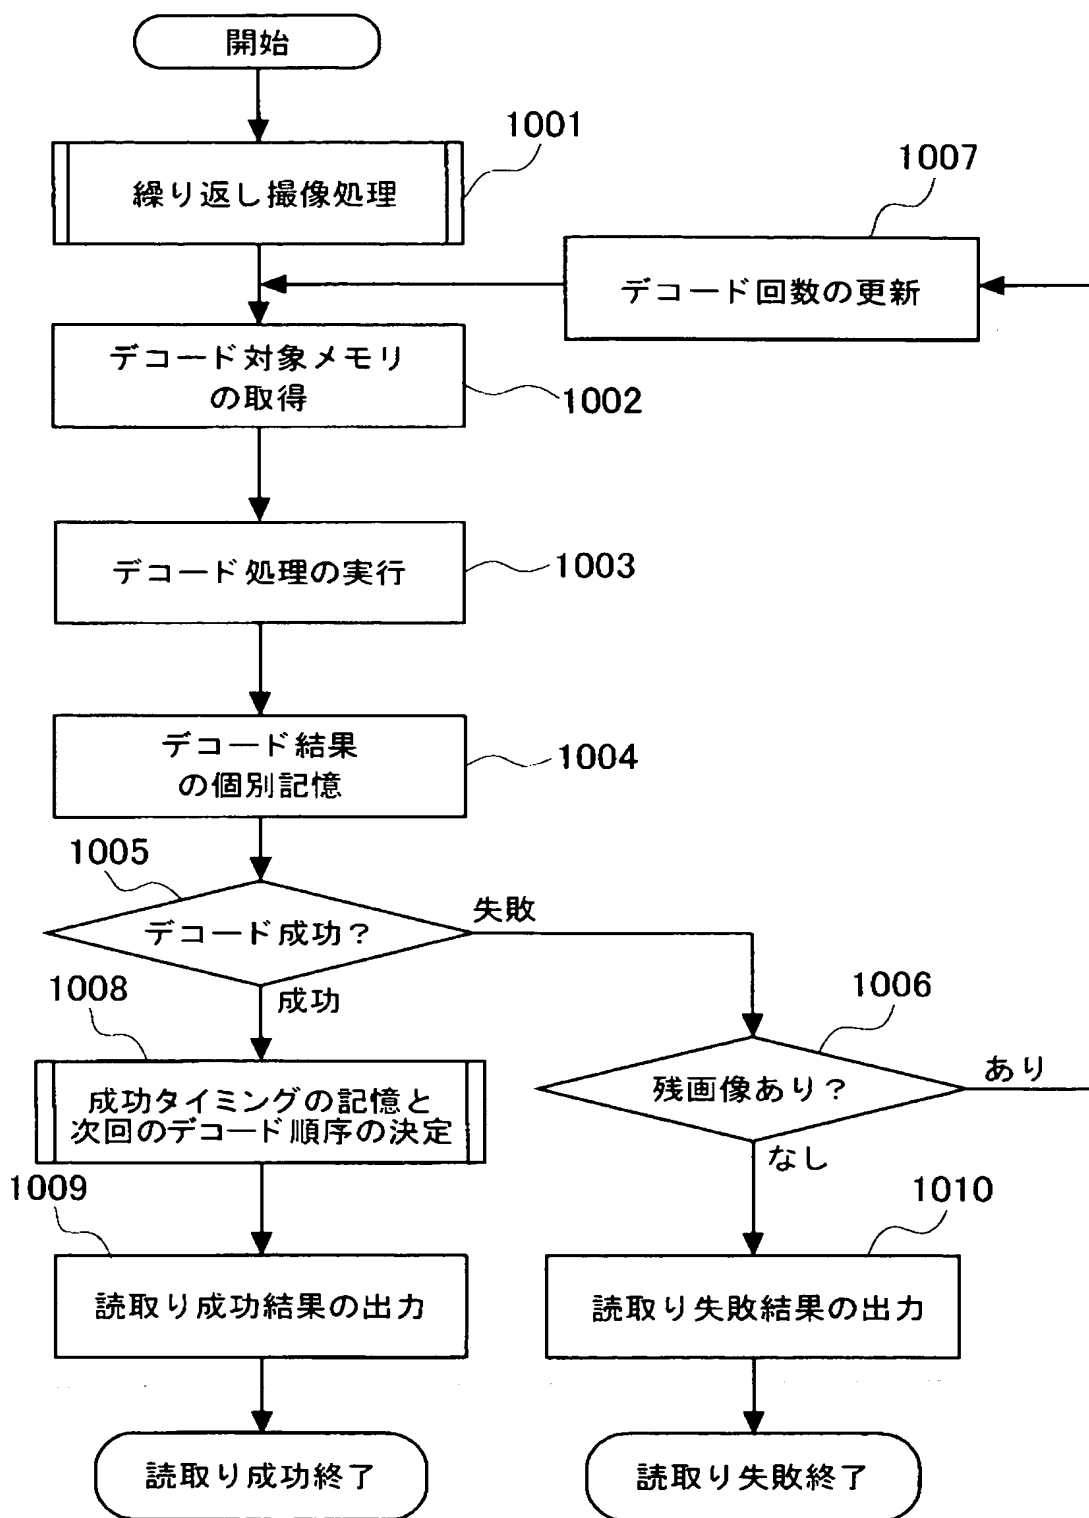 開始
1001
繰り返し撮像処理
1007
デコード回数の更新
デコード対象メモリ
の取得
1002
デコード処理の実行
1003
デコード結果
の個別記憶
1004
1005
デコード成功？
失敗
成功
1008
1006
残画像あり？
あり
なし
成功タイミングの記憶と
次回のデコード順序の決定
1009
1010
読取り成功結果の出力
読取り失敗結果の出力
読取り成功終了
読取り失敗終了